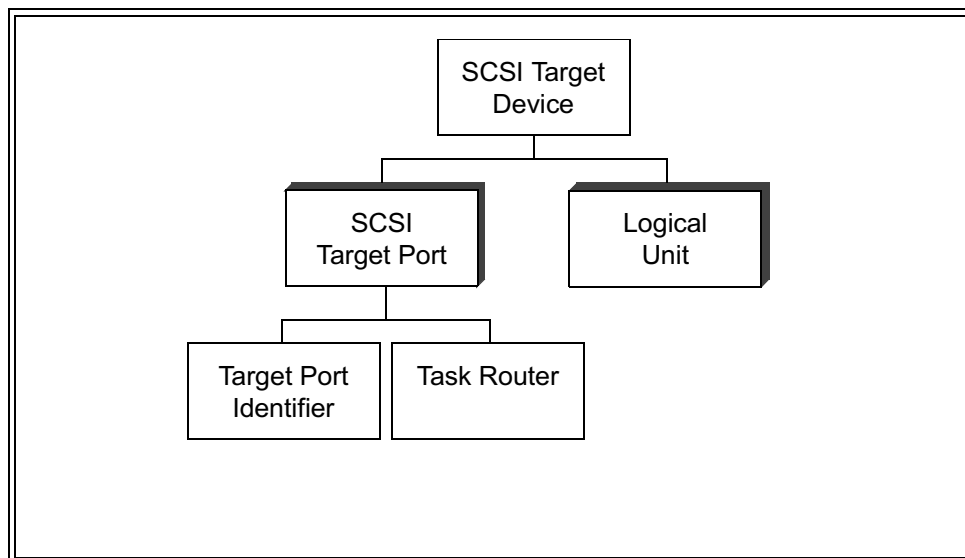 SCSI Target
Device
SCSI
Target Port
Logical
Unit
Target Port
Identifier
Task Router